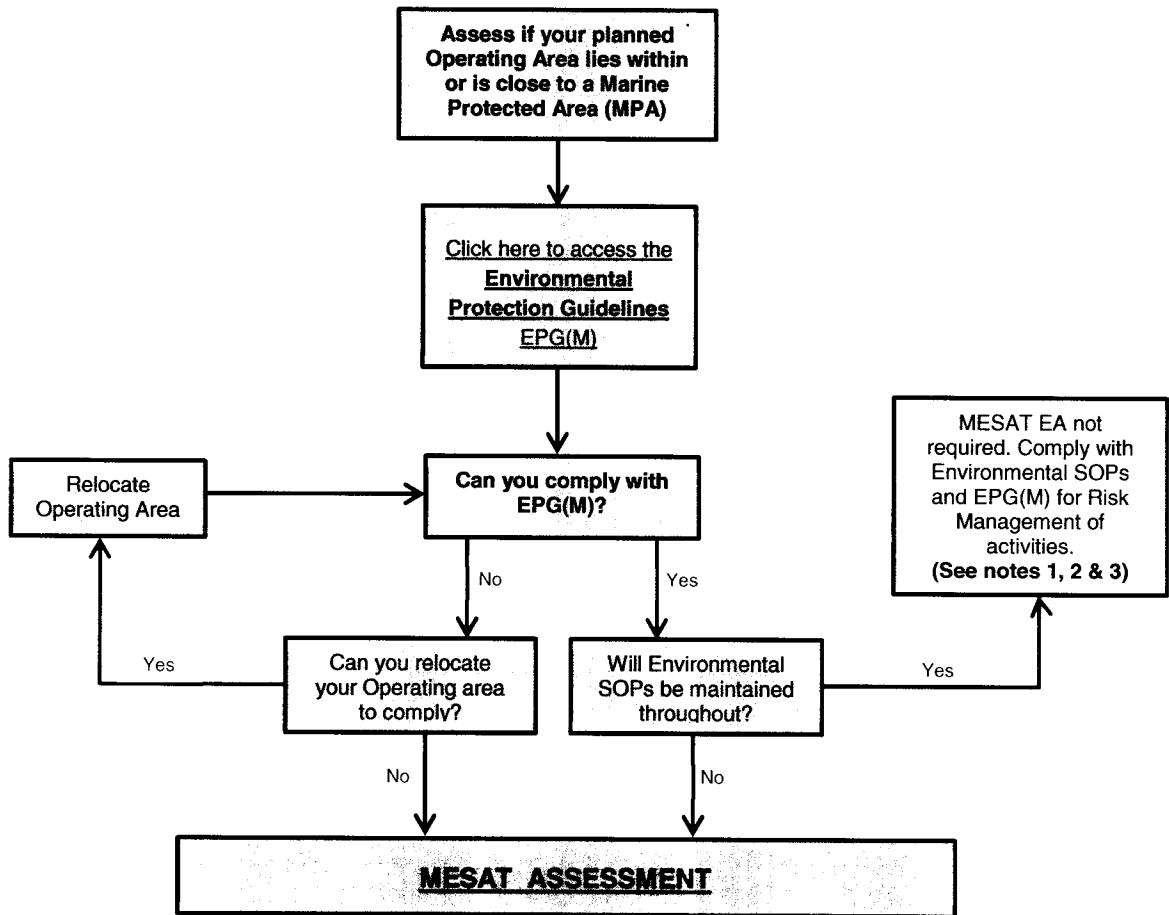 Assess if your planned
Operating Area lies within
or is close to a Marine
Protected Area (MPA)
Click here to access the
Environmental
Protection Guidelines
EPG(M)
MESAT EA not
required. Comply with
Environmental SOPs
and EPG(M) for Risk
Management of
activities.
(See notes 1, 2 & 3)
Relocate
Operating Area
Can you comply with
EPG(M)?
No
Yes
Yes
Can you relocate
your Operating area
to comply?
Will Environmental
SOPs be maintained
throughout?
Yes
No
No
MESAT ASSESSMENT